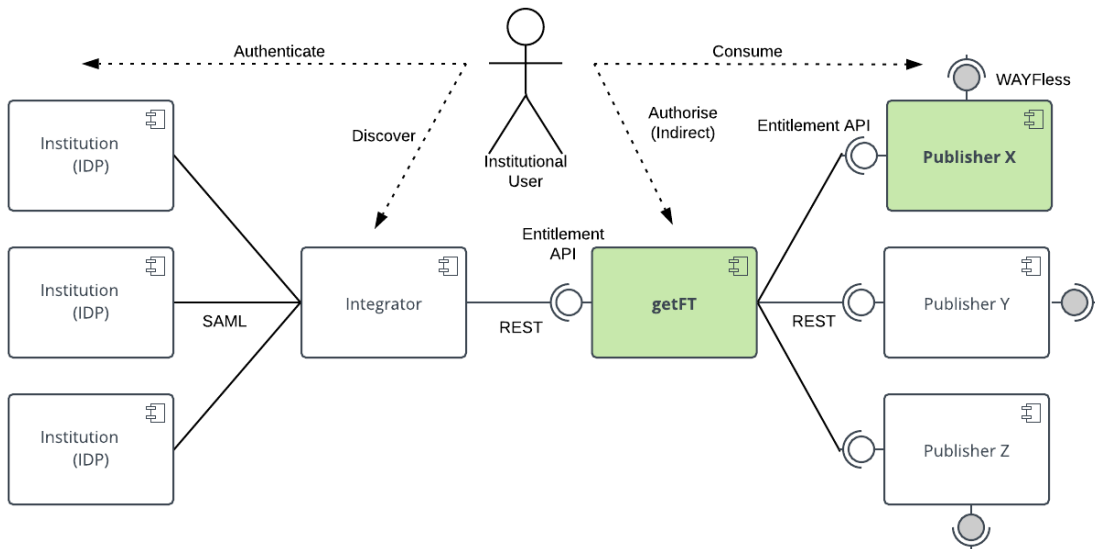 Authenticate
Consume
WAYFless
Discover
Authorise
(Indirect)
Institutional
User
Entitlement API
Institution
(IDP)
Publisher X
Entitlement
API
Institution
(IDP)
SAML
Integrator
REST
getFT
REST
Publisher Y
Institution
(IDP)
Publisher Z